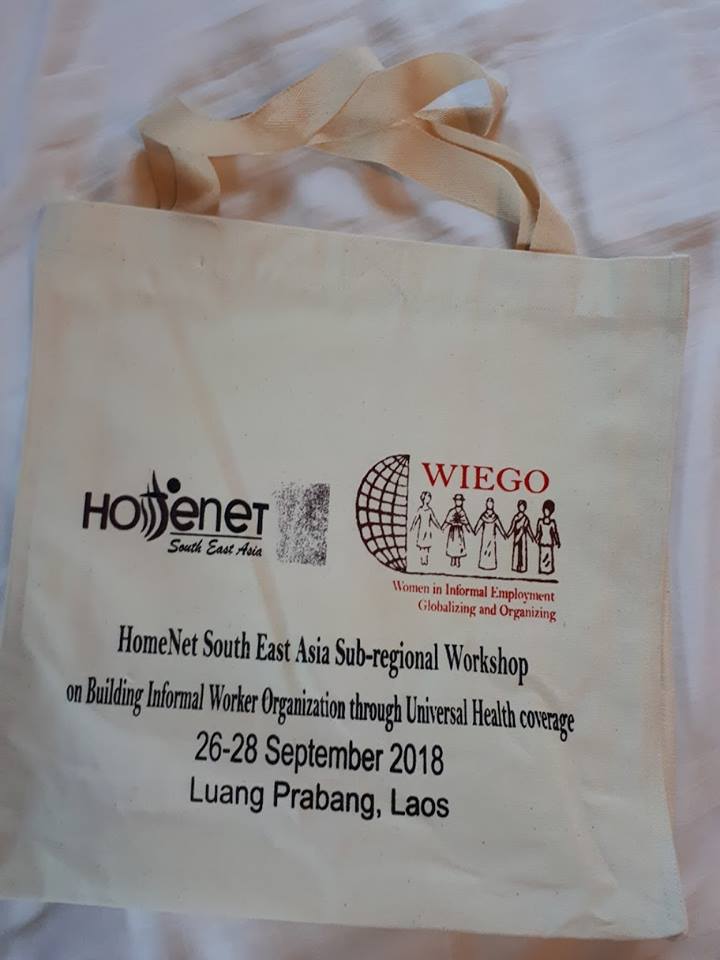 HOMENET
South East Asia
WIEGO
Women in Informal Employment
Globalizing and Organizing
HomeNet South East Asia Sub-regional Workshop
on Building Informal Worker Organization through Universal Health coverage
26-28 September 2018
Luang Prabang, Laos